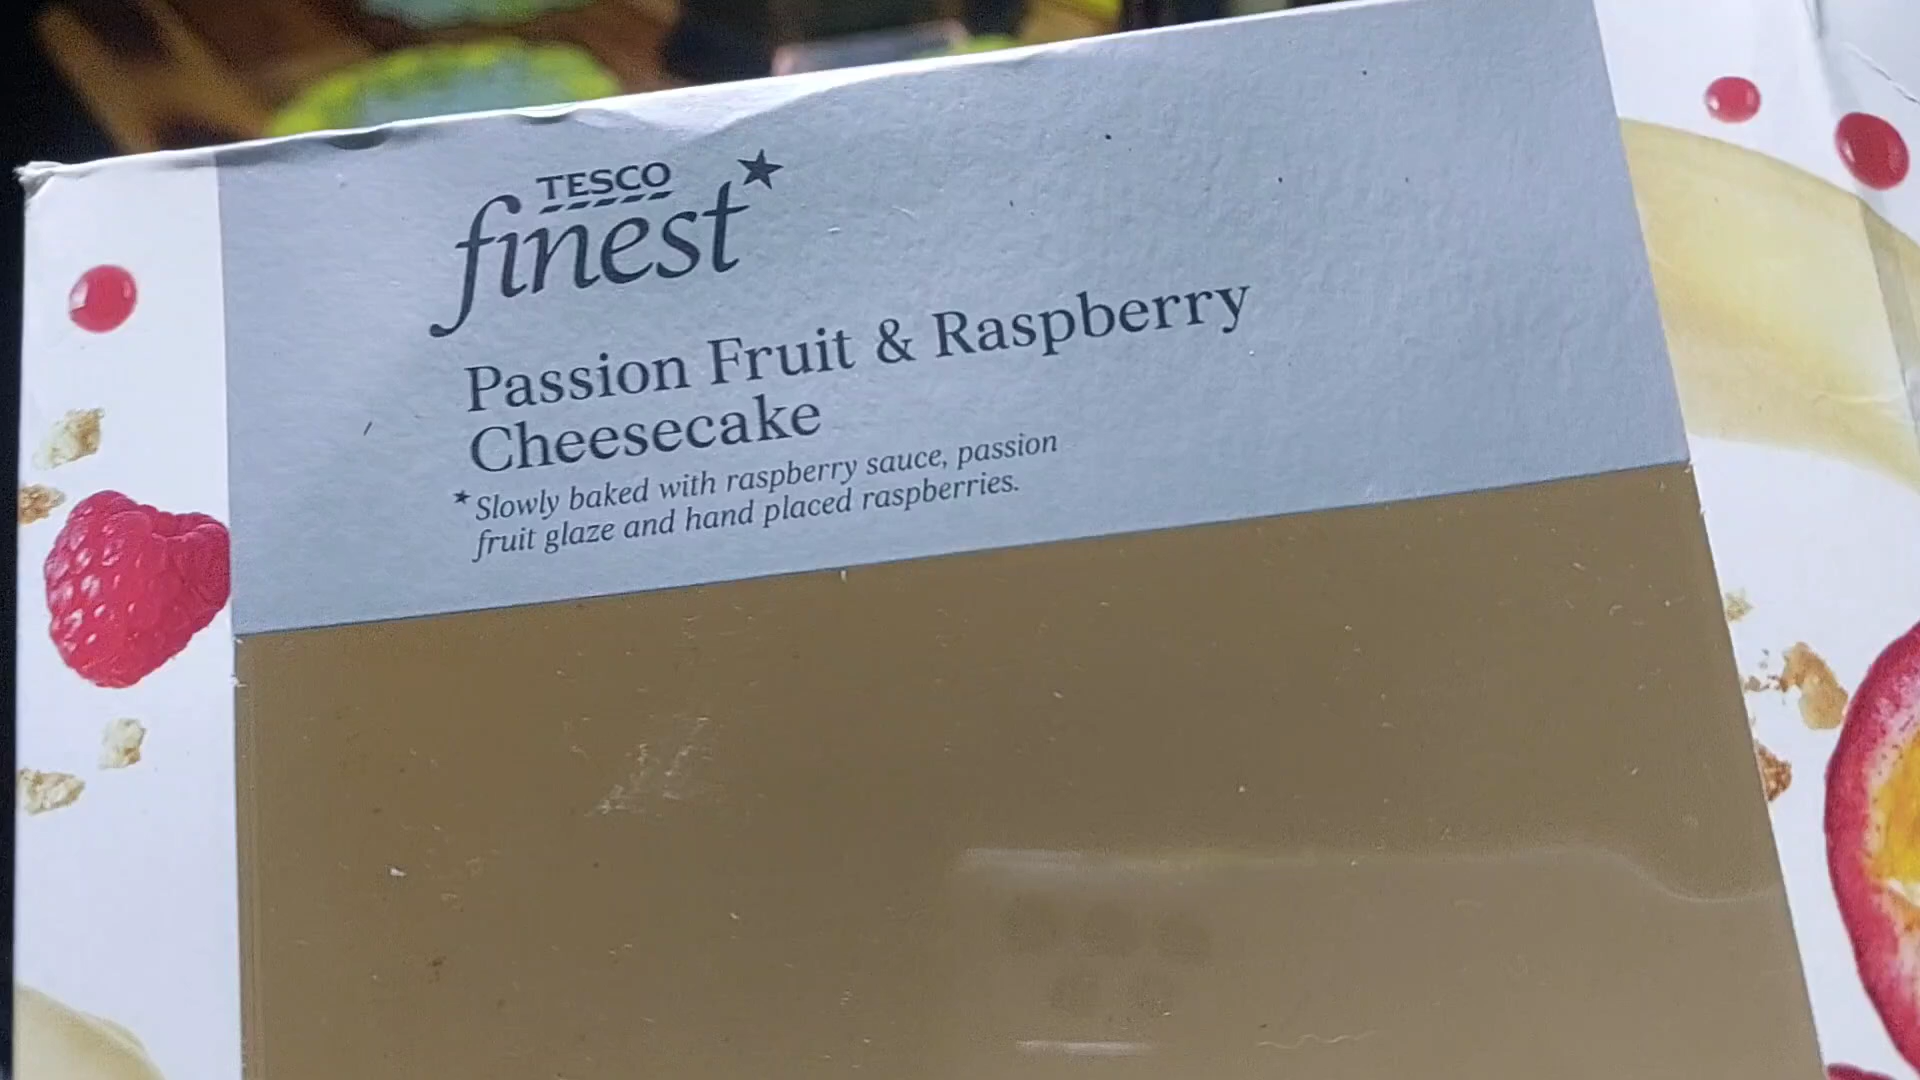 TESCO
finest*
Passion Fruit & Raspberry
Cheesecake
*Slowly baked with raspberry sauce, passion
fruit glaze and hand placed raspberries.